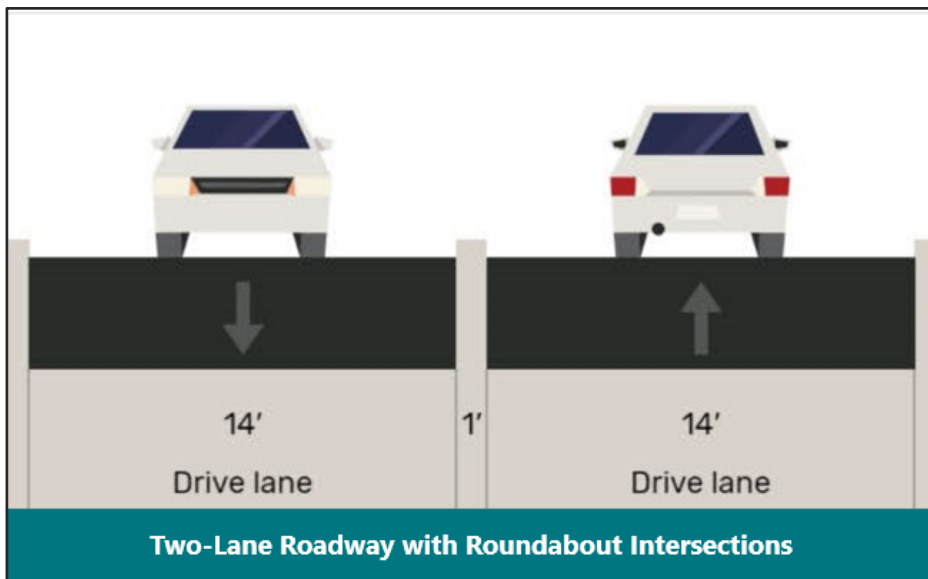 14′ 1′ 14′
Drive lane Drive lane
Two-Lane Roadway with Roundabout Intersections